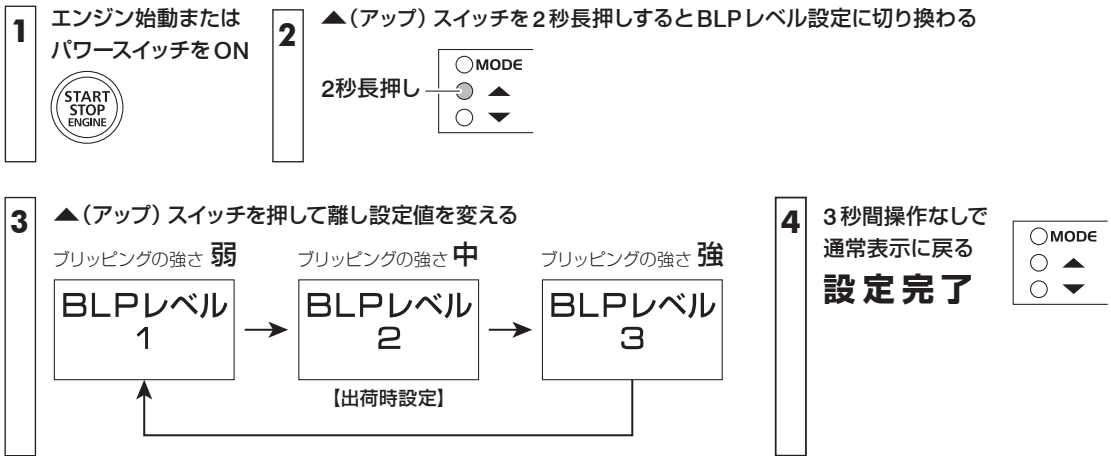 1
エンジン始動または
パワースイッチをON
START
STOP
ENGINE
2
▲(アップ)スイッチを2秒長押しするとBLPレベル設定に切り換わる
2秒長押し
MODE
▲
▼
3
▲(アップ)スイッチを押して離し設定値を変える
ブリッピングの強さ 弱
ブリッピングの強さ 中
ブリッピングの強さ 強
BLPレベル
1
BLPレベル
2
BLPレベル
3
【出荷時設定】
4
3秒間操作なしで
通常表示に戻る
設定完了
MODE
▲
▼